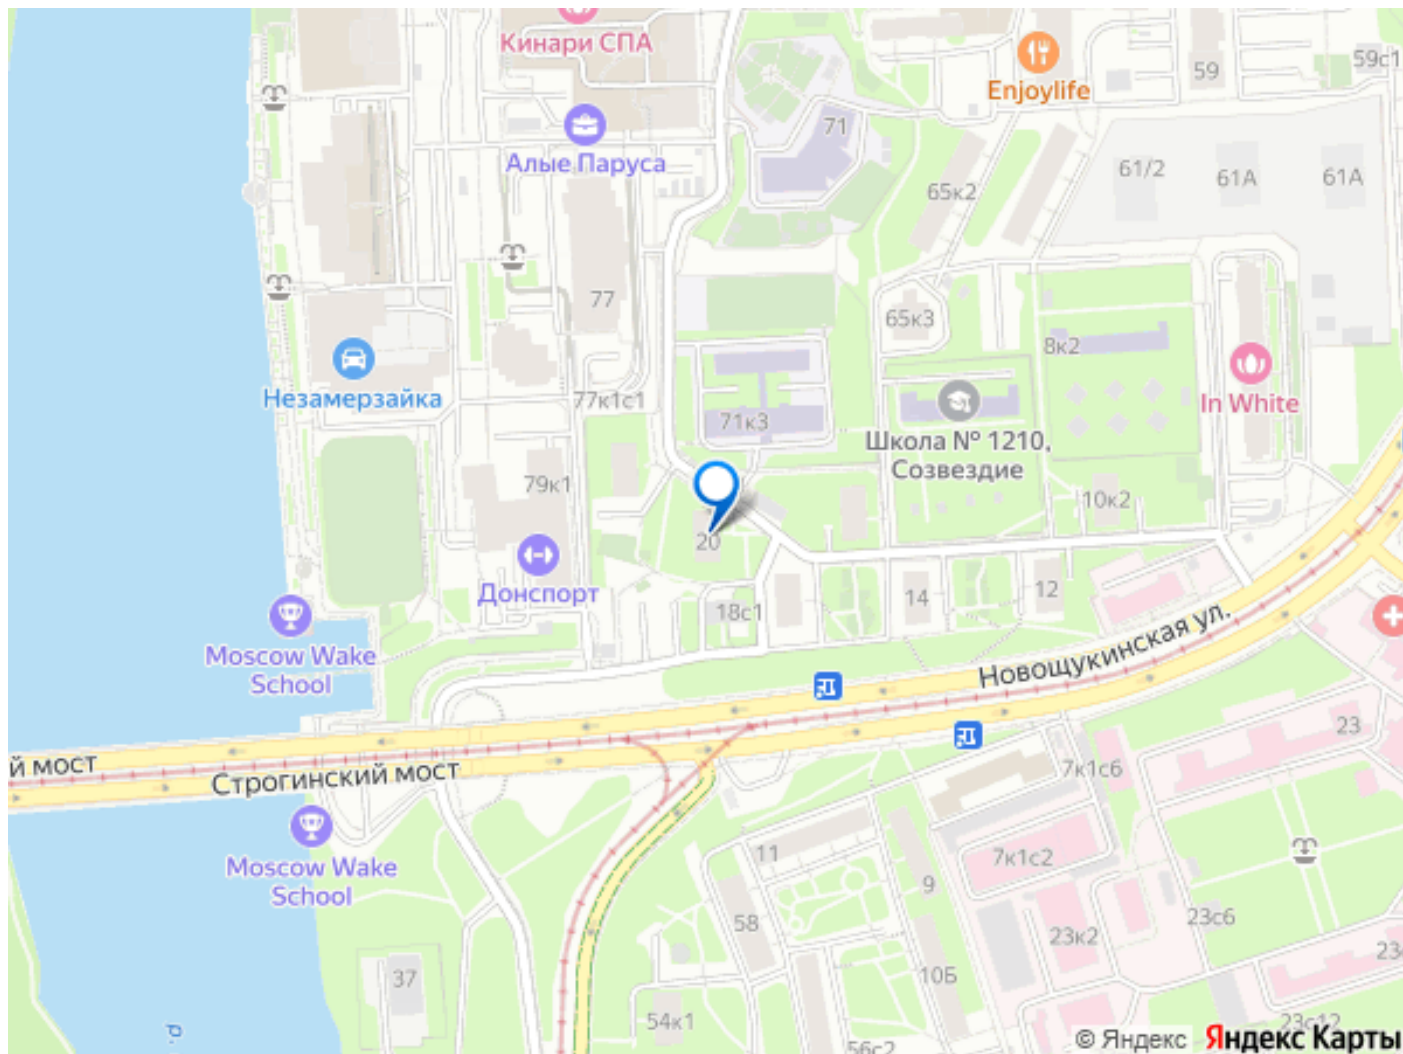 Кинари СПА
Enjoylife
59
59с1
Алые Паруса
71
65к2
61/2
61А
61А
77
65к3
8к2
Незамерзайка
77к1с1
71к3
In White
Школа № 1210,
Созвездие
79к1
10к2
20
Донспорт
18с1
14
12
Moscow Wake
School
Новощукинская ул.
й мост
Строгинский мост
23
7к1с6
Moscow Wake
School
11
7к1с2
9
58
23к2
23с6
37
10Б
23
54к1
56с2
23с12
р.
© Яндекс
Яндекс Карты